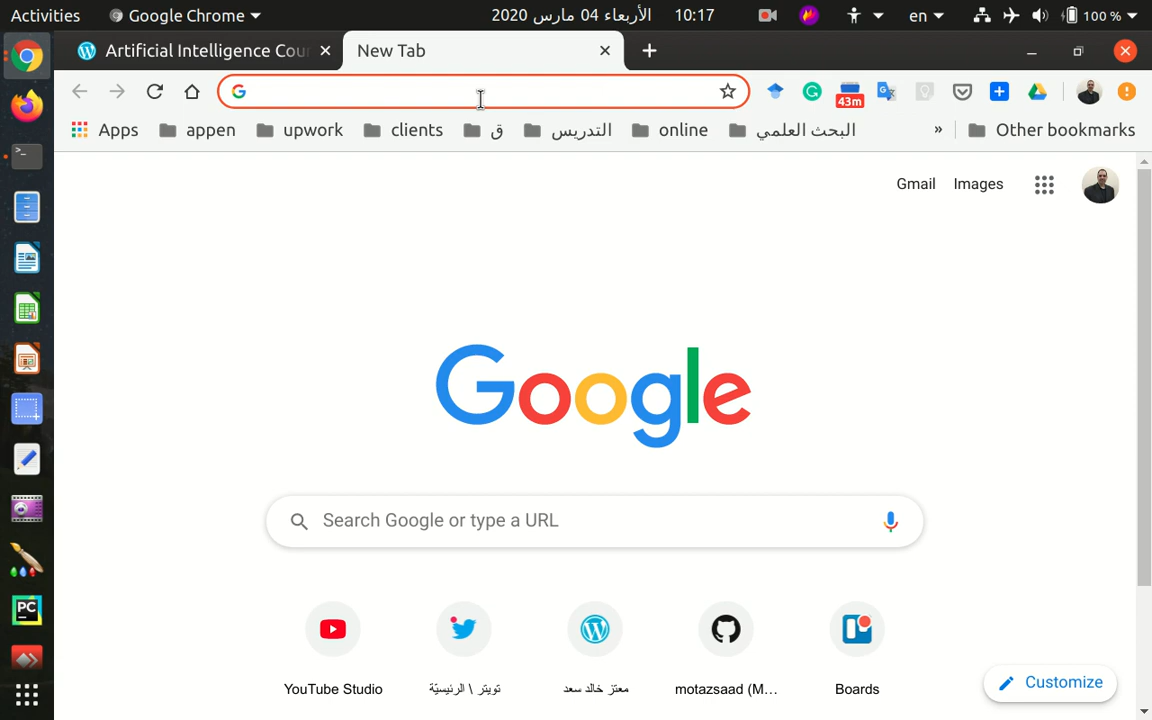 Activities Google Chrome الأربعاء 04 مارس 2020 10:17 en 100 %
Artificial Intelligence Cou New Tab
43m
Apps appen upwork clients ق التدريس online البحث العلمي » Other bookmarks
Gmail Images
Google
Search Google or type a URL
YouTube Studio تويتر \ الرئيسيّة معتز خالد سعد motazsaad (M... Boards
Customize
PC